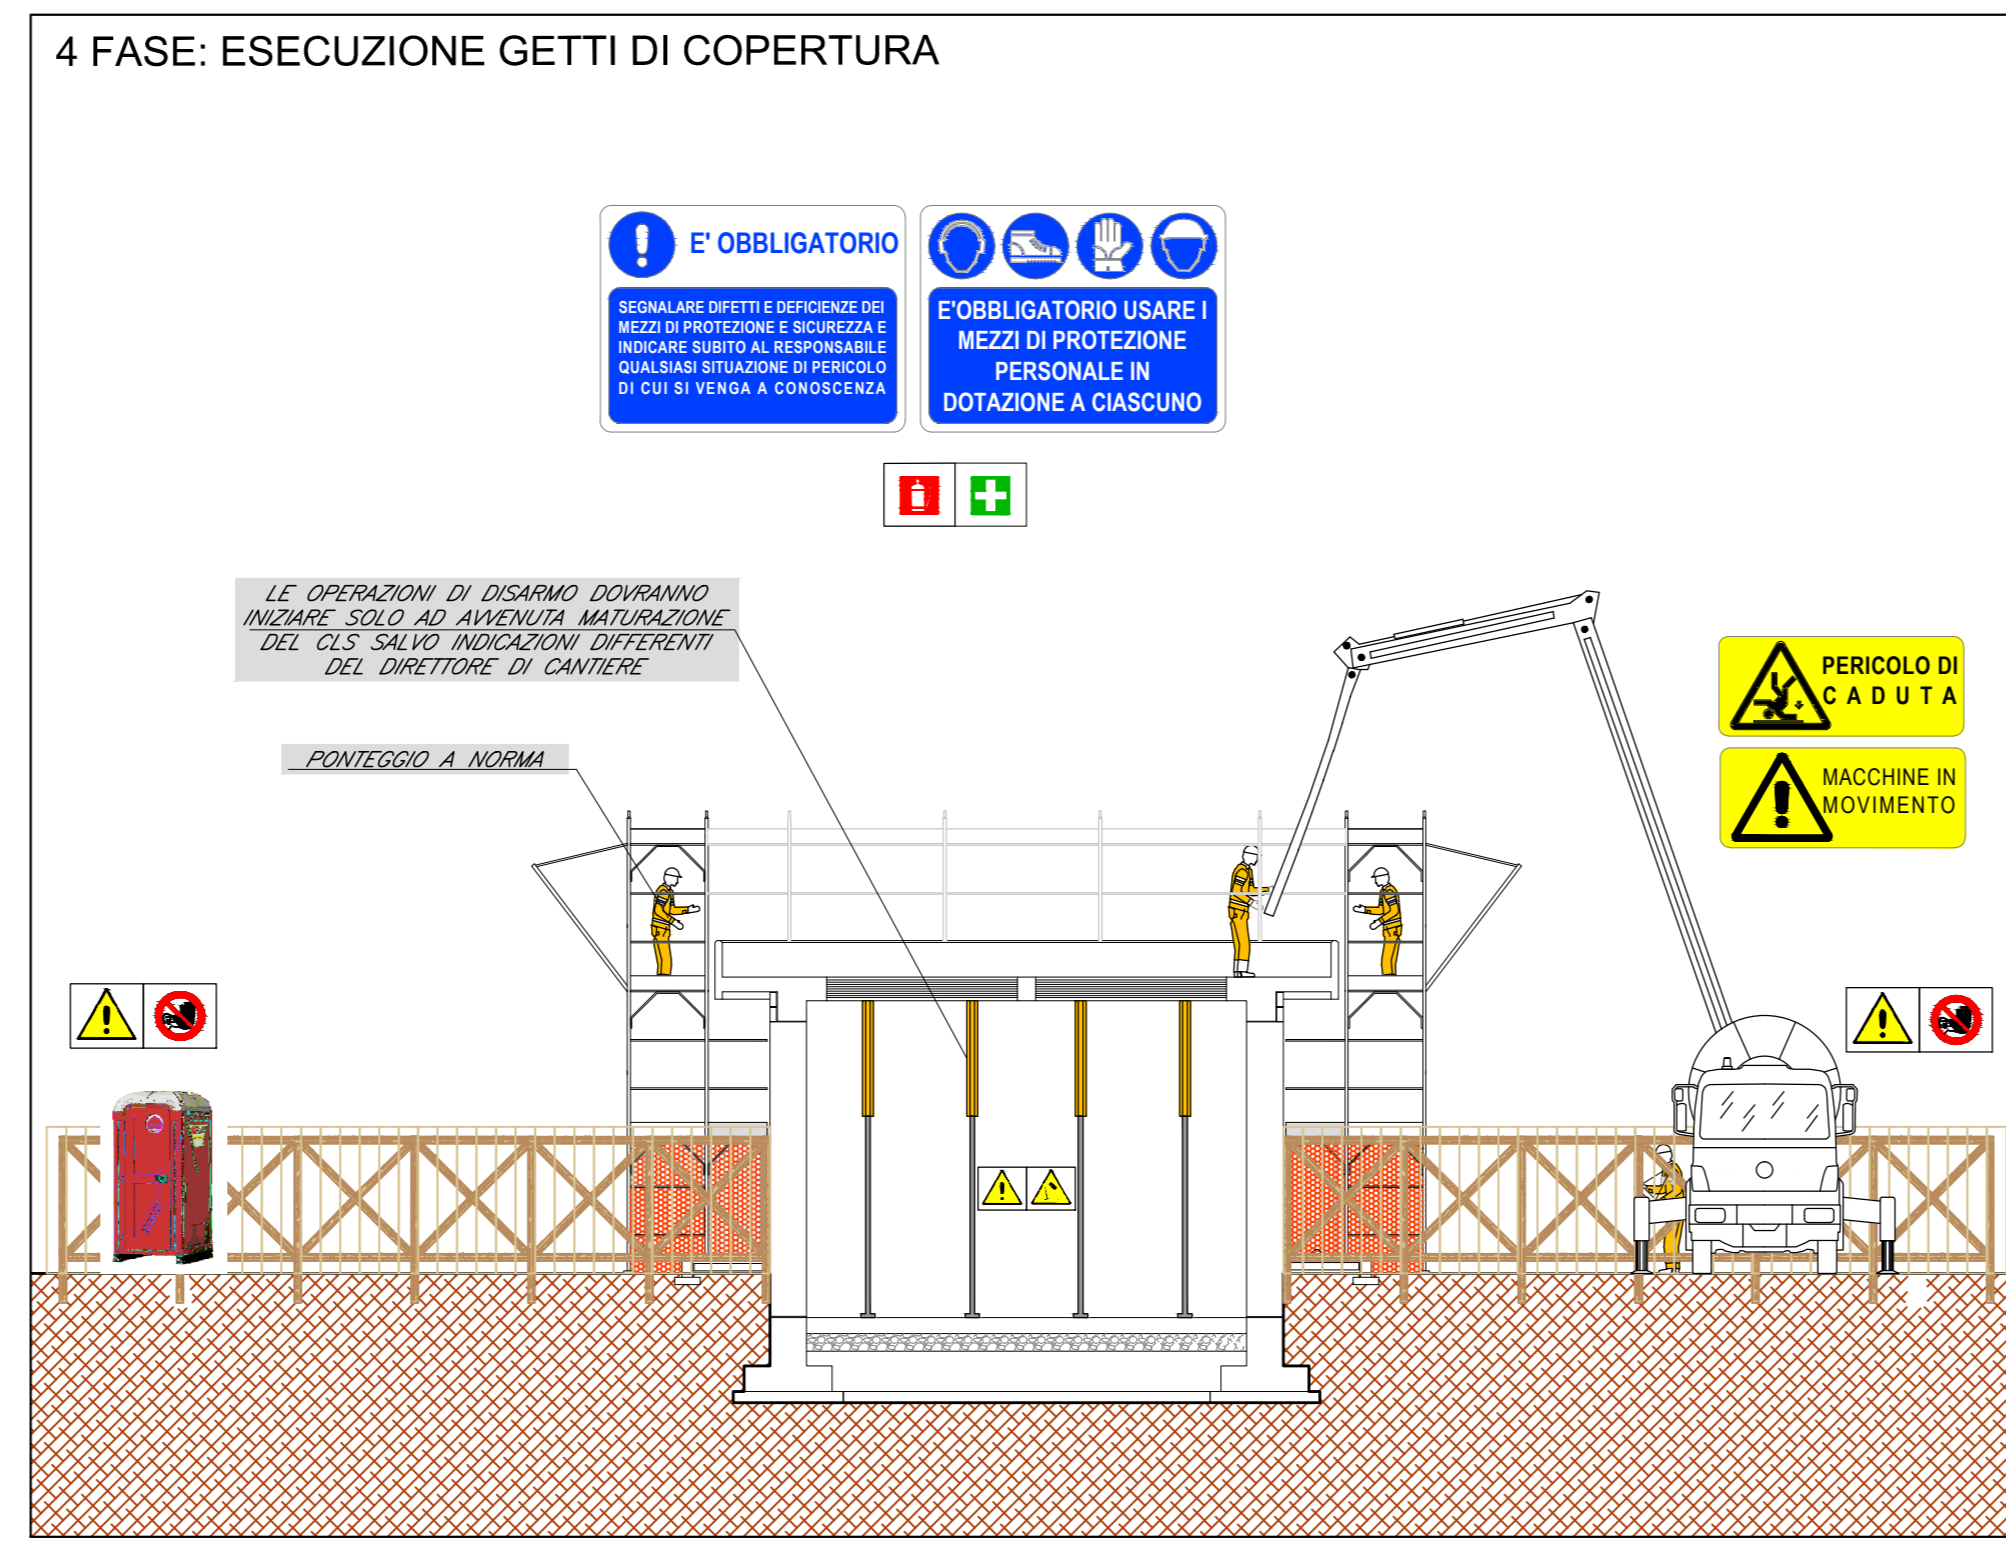 4 FASE: ESECUZIONE GETTI DI COPERTURA
E' OBBLIGATORIO
SEGNALARE DIFETTI E DEFICIENZE DEI
MEZZI DI PROTEZIONE E SICUREZZA E
INDICARE SUBITO AL RESPONSABILE
QUALSIASI SITUAZIONE DI PERICOLO
DI CUI SI VENGA A CONOSCENZA
E'OBBLIGATORIO USARE I
MEZZI DI PROTEZIONE
PERSONALE IN
DOTAZIONE A CIASCUNO
LE OPERAZIONI DI DISARMO DOVRANNO
INIZIARE SOLO AD AVVENUTA MATURAZIONE
DEL CLS SALVO INDICAZIONI DIFFERENTI
DEL DIRETTORE DI CANTIERE
PONTEGGIO A NORMA
PERICOLO DI
CADUTA
MACCHINE IN
MOVIMENTO